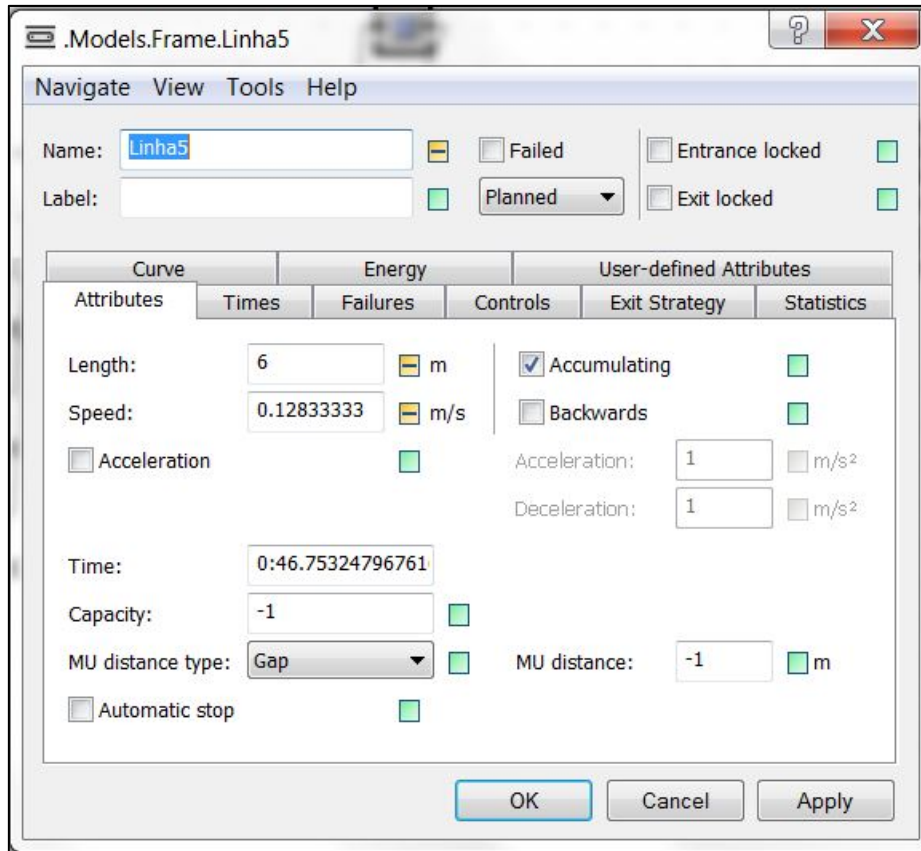 .Models.Frame.Linha5
Navigate View Tools Help
Name: Linha5 Failed Entrance locked
Label: Planned Exit locked
Curve Energy User-defined Attributes
Attributes Times Failures Controls Exit Strategy Statistics
Length: 6 m Accumulating
Speed: 0.12833333 m/s Backwards
Acceleration Acceleration: 1 m/s²
Deceleration: 1 m/s²
Time: 0:46.75324796761
Capacity: -1
MU distance type: Gap MU distance: -1 m
Automatic stop
OK Cancel Apply